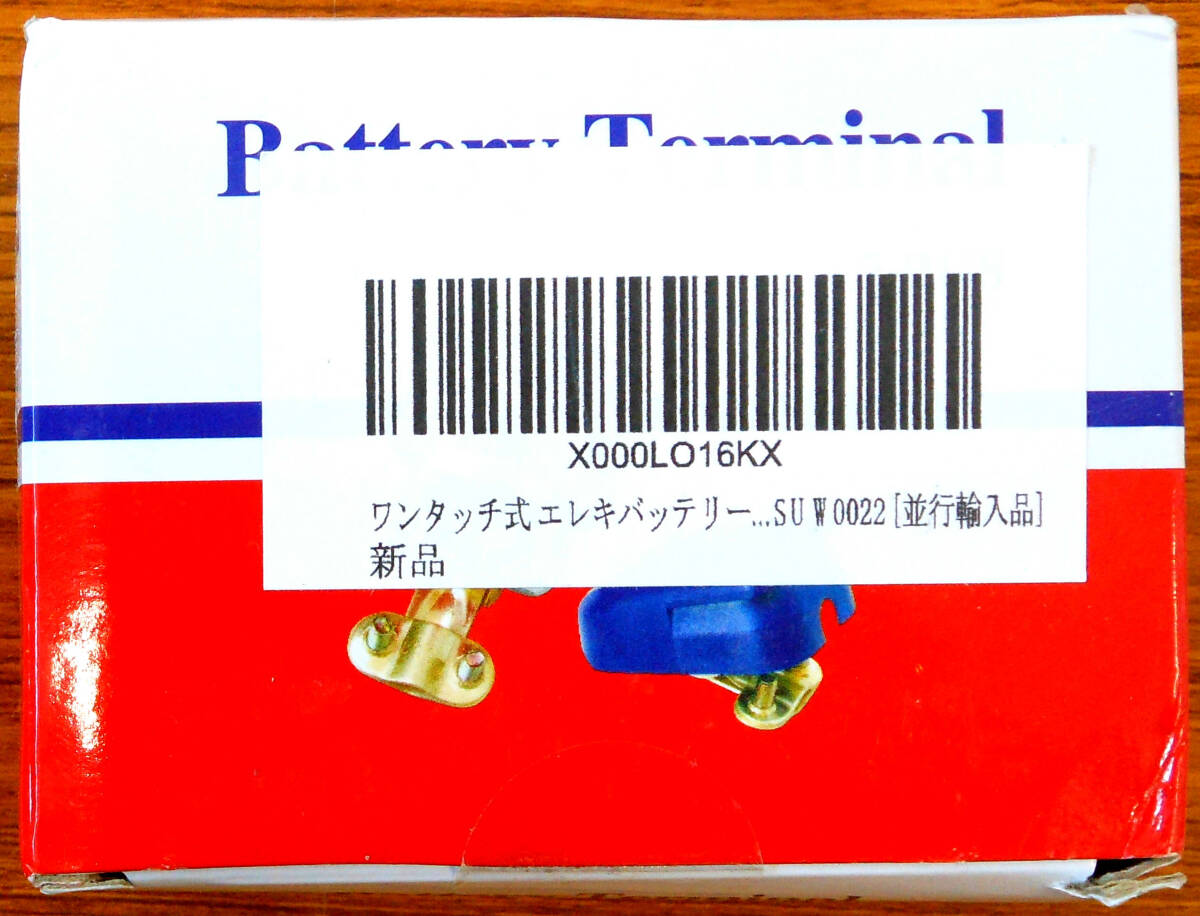 Battery Terminal
X000LO16KX
ワンタッチ式エレキバッテリー...SUW0022[並行輸入品]
新品